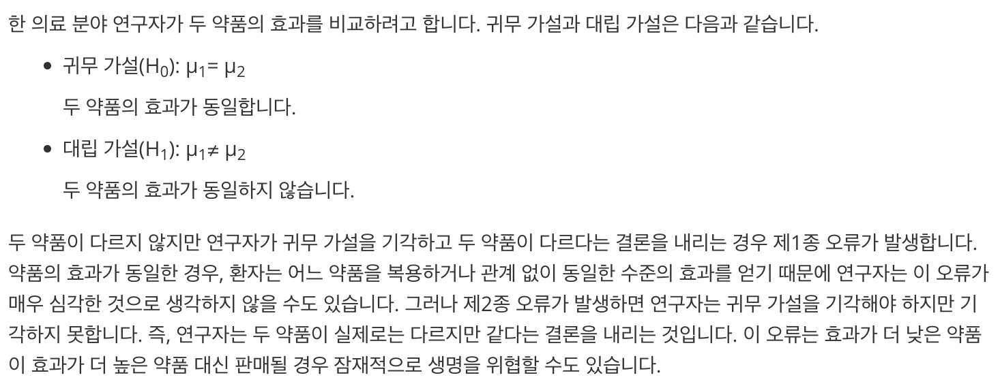 한 의료 분야 연구자가 두 약품의 효과를 비교하려고 합니다. 귀무 가설과 대립 가설은 다음과 같습니다.
• 귀무 가설(H0): μ1= μ2
두 약품의 효과가 동일합니다.
• 대립 가설(H1): μ1≠ μ2
두 약품의 효과가 동일하지 않습니다.
두 약품이 다르지 않지만 연구자가 귀무 가설을 기각하고 두 약품이 다르다는 결론을 내리는 경우 제1종 오류가 발생합니다.
약품의 효과가 동일한 경우, 환자는 어느 약품을 복용하거나 관계 없이 동일한 수준의 효과를 얻기 때문에 연구자는 이 오류가
매우 심각한 것으로 생각하지 않을 수도 있습니다. 그러나 제2종 오류가 발생하면 연구자는 귀무 가설을 기각해야 하지만 기
각하지 못합니다. 즉, 연구자는 두 약품이 실제로는 다르지만 같다는 결론을 내리는 것입니다. 이 오류는 효과가 더 낮은 약품
이 효과가 더 높은 약품 대신 판매될 경우 잠재적으로 생명을 위협할 수도 있습니다.